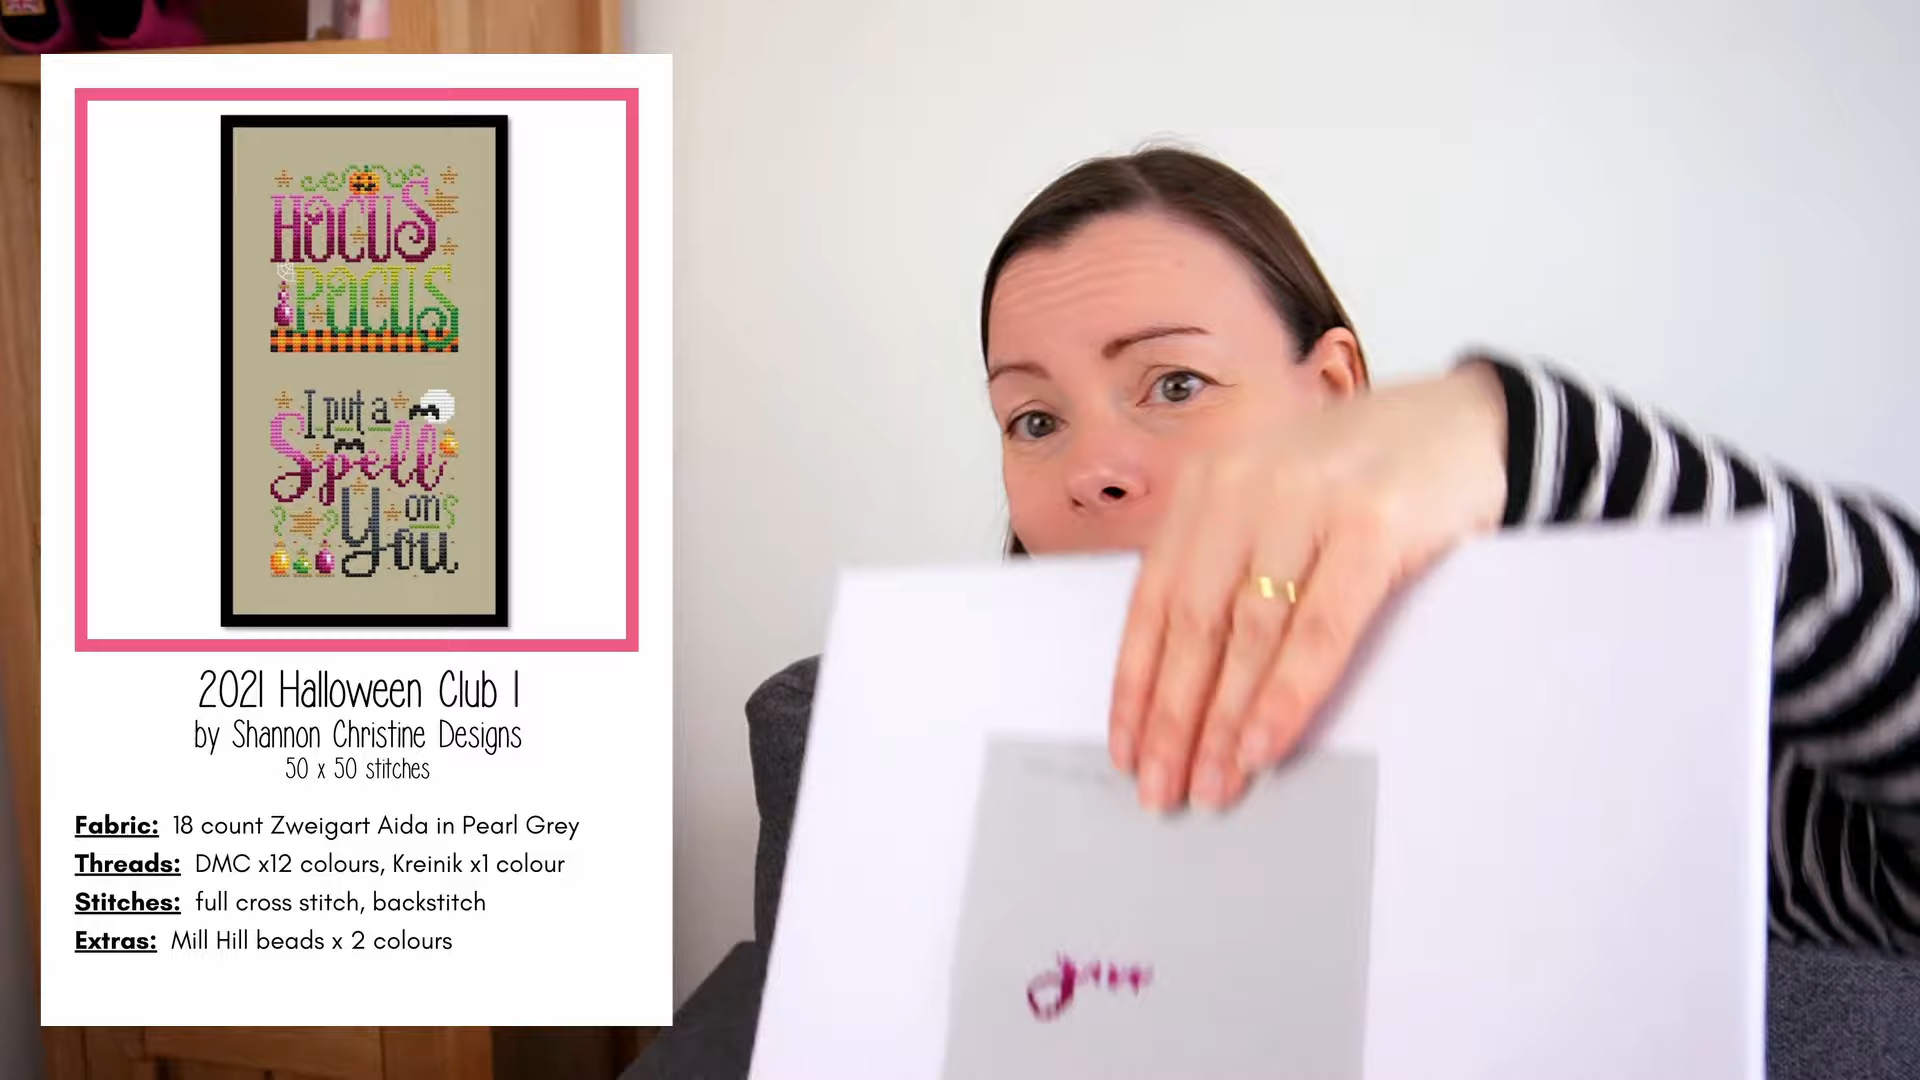 HOCUS
POCUS
I put a
Spell
on
You
2021 Halloween Club 1
by Shannon Christine Designs
50 x 50 stitches
Fabric: 18 count Zweigart Aida in Pearl Grey
Threads: DMC x12 colours, Kreinik x1 colour
Stitches: full cross stitch, backstitch
Extras: Mill Hill beads x 2 colours